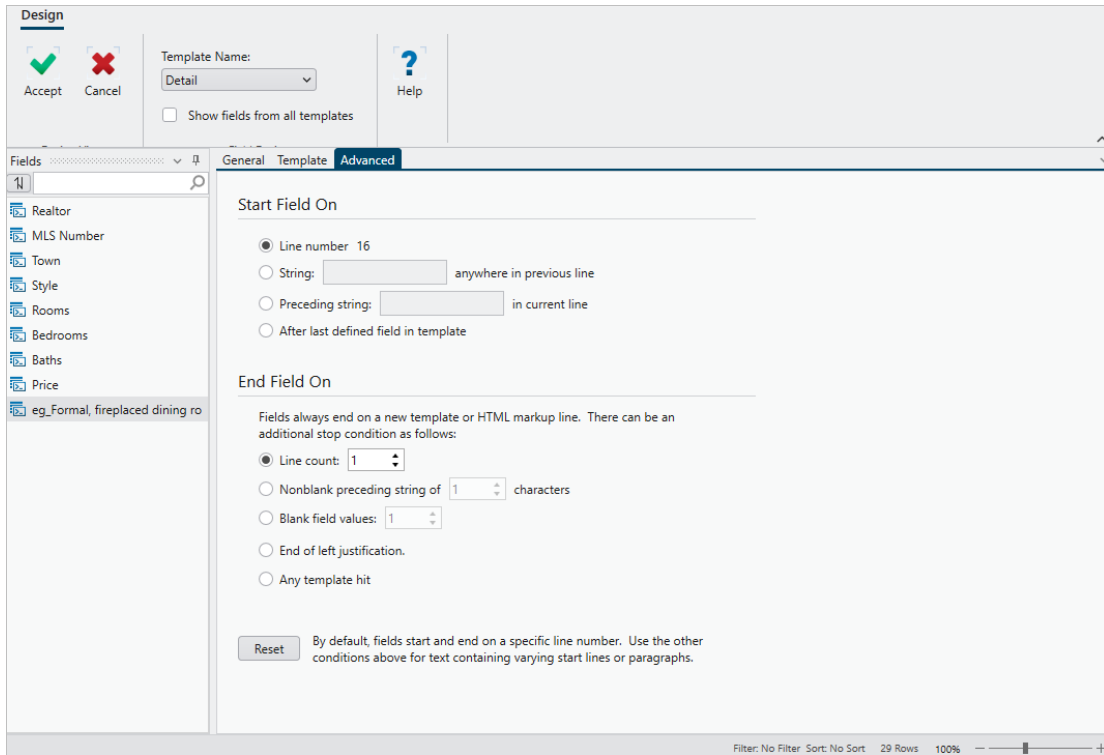 Design
Accept
Cancel
Template Name:
Detail
Show fields from all templates
Help
Fields
General Template Advanced
Realtor
MLS Number
Town
Style
Rooms
Bedrooms
Baths
Price
eg_Formal, fireplaced dining ro
Start Field On
Line number 16
String: anywhere in previous line
Preceding string: in current line
After last defined field in template
End Field On
Fields always end on a new template or HTML markup line. There can be an
additional stop condition as follows:
Line count: 1
Nonblank preceding string of 1 characters
Blank field values: 1
End of left justification.
Any template hit
Reset
By default, fields start and end on a specific line number. Use the other
conditions above for text containing varying start lines or paragraphs.
Filter: No Filter Sort: No Sort 29 Rows 100%